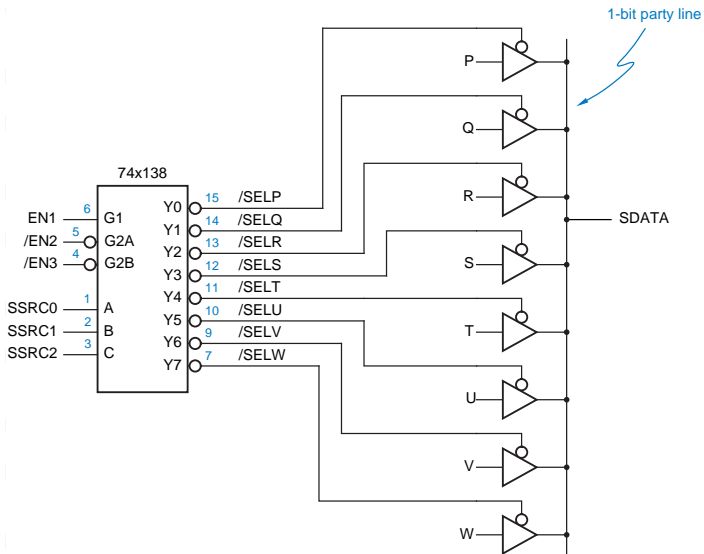 1-bit party line
P
Q
74x138
R
15 /SELP
EN1 6 G1 Y0
14 /SELQ
/EN2 5 G2A Y1
13 /SELR
/EN3 4 G2B Y2
SDATA
12 /SELS
Y3
S
11 /SELT
SSRC0 1 A Y4
10 /SELU
SSRC1 2 B Y5
T
9 /SELV
SSRC2 3 C Y6
7 /SELW
Y7
U
V
W